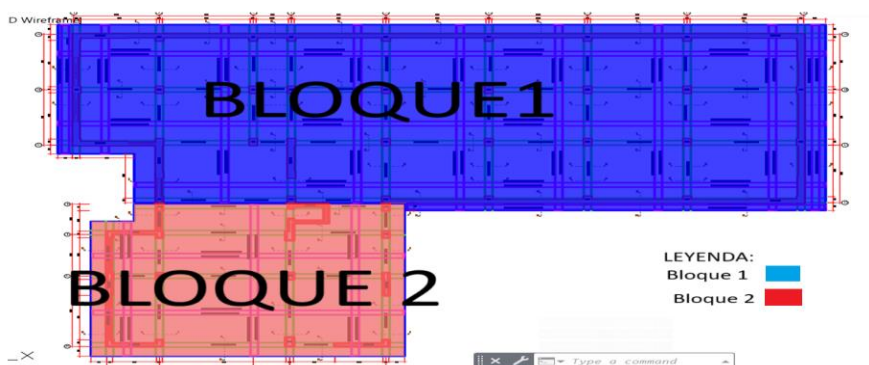 D Wireframe
BLOQUE1
BLOQUE 2
LEYENDA:
Bloque 1
Bloque 2
X
Type a command